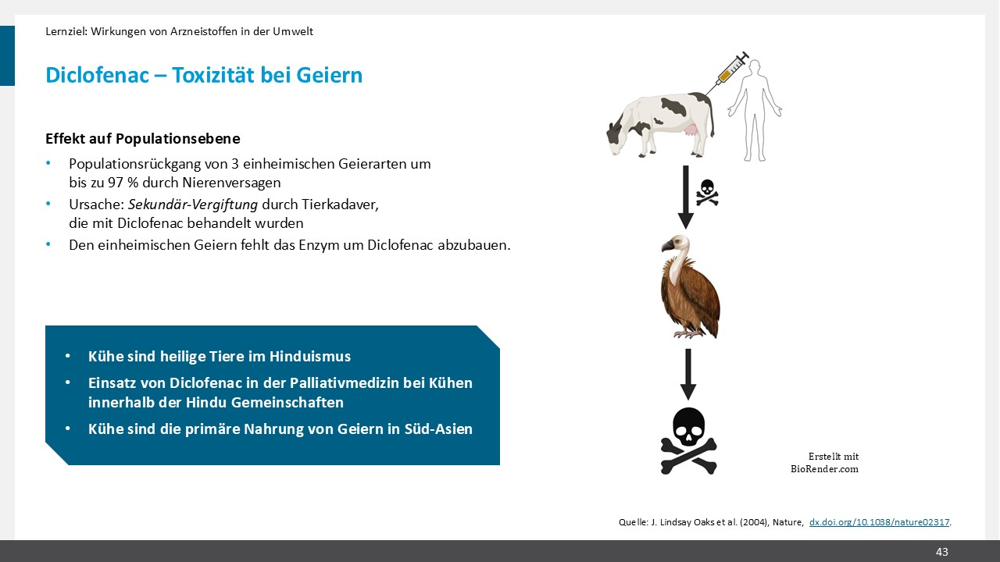 Lernziel: Wirkungen von Arzneistoffen in der Umwelt
Diclofenac – Toxizität bei Geiern
Effekt auf Populationsebene
• Populationsrückgang von 3 einheimischen Geierarten um
bis zu 97 % durch Nierenversagen
• Ursache: Sekundär-Vergiftung durch Tierkadaver,
die mit Diclofenac behandelt wurden
• Den einheimischen Geiern fehlt das Enzym um Diclofenac abzubauen.
• Kühe sind heilige Tiere im Hinduismus
• Einsatz von Diclofenac in der Palliativmedizin bei Kühen
innerhalb der Hindu Gemeinschaften
• Kühe sind die primäre Nahrung von Geiern in Süd-Asien
Erstellt mit
BioRender.com
Quelle: J. Lindsay Oaks et al. (2004), Nature, dx.doi.org/10.1038/nature02317.
43